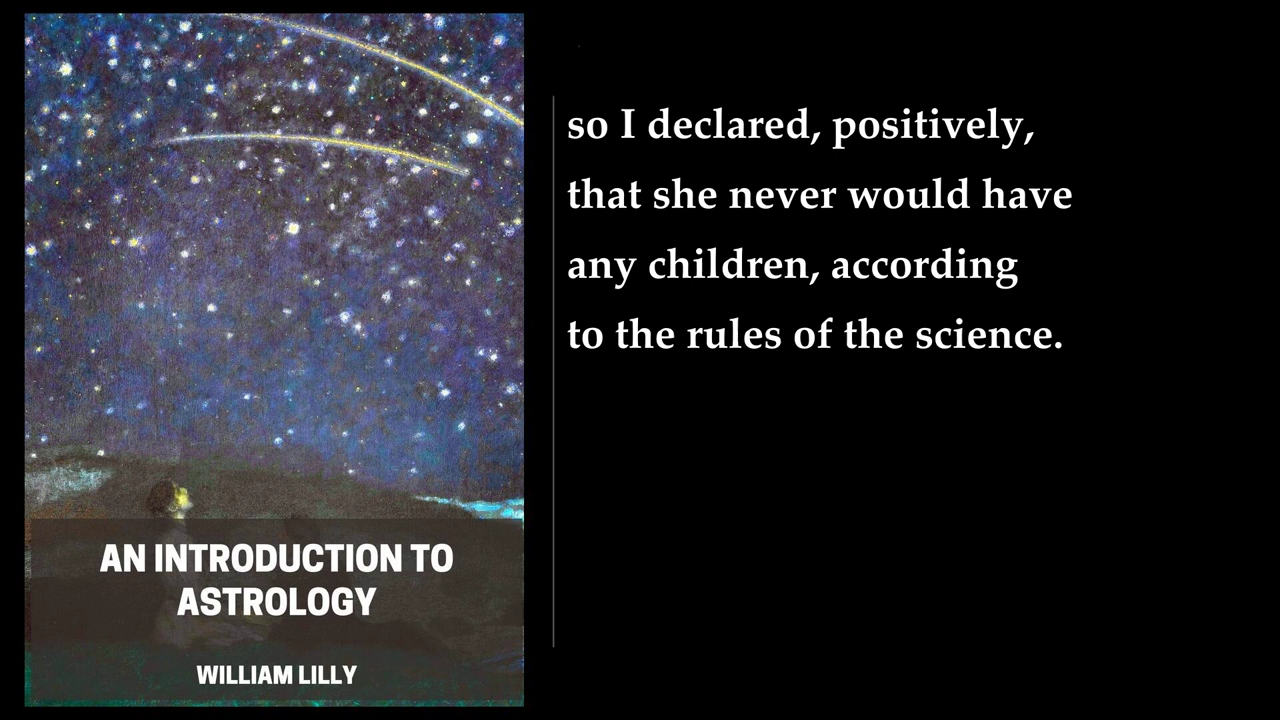 so I declared, positively,
that she never would have
any children, according
to the rules of the science.
AN INTRODUCTION TO
ASTROLOGY
WILLIAM LILLY